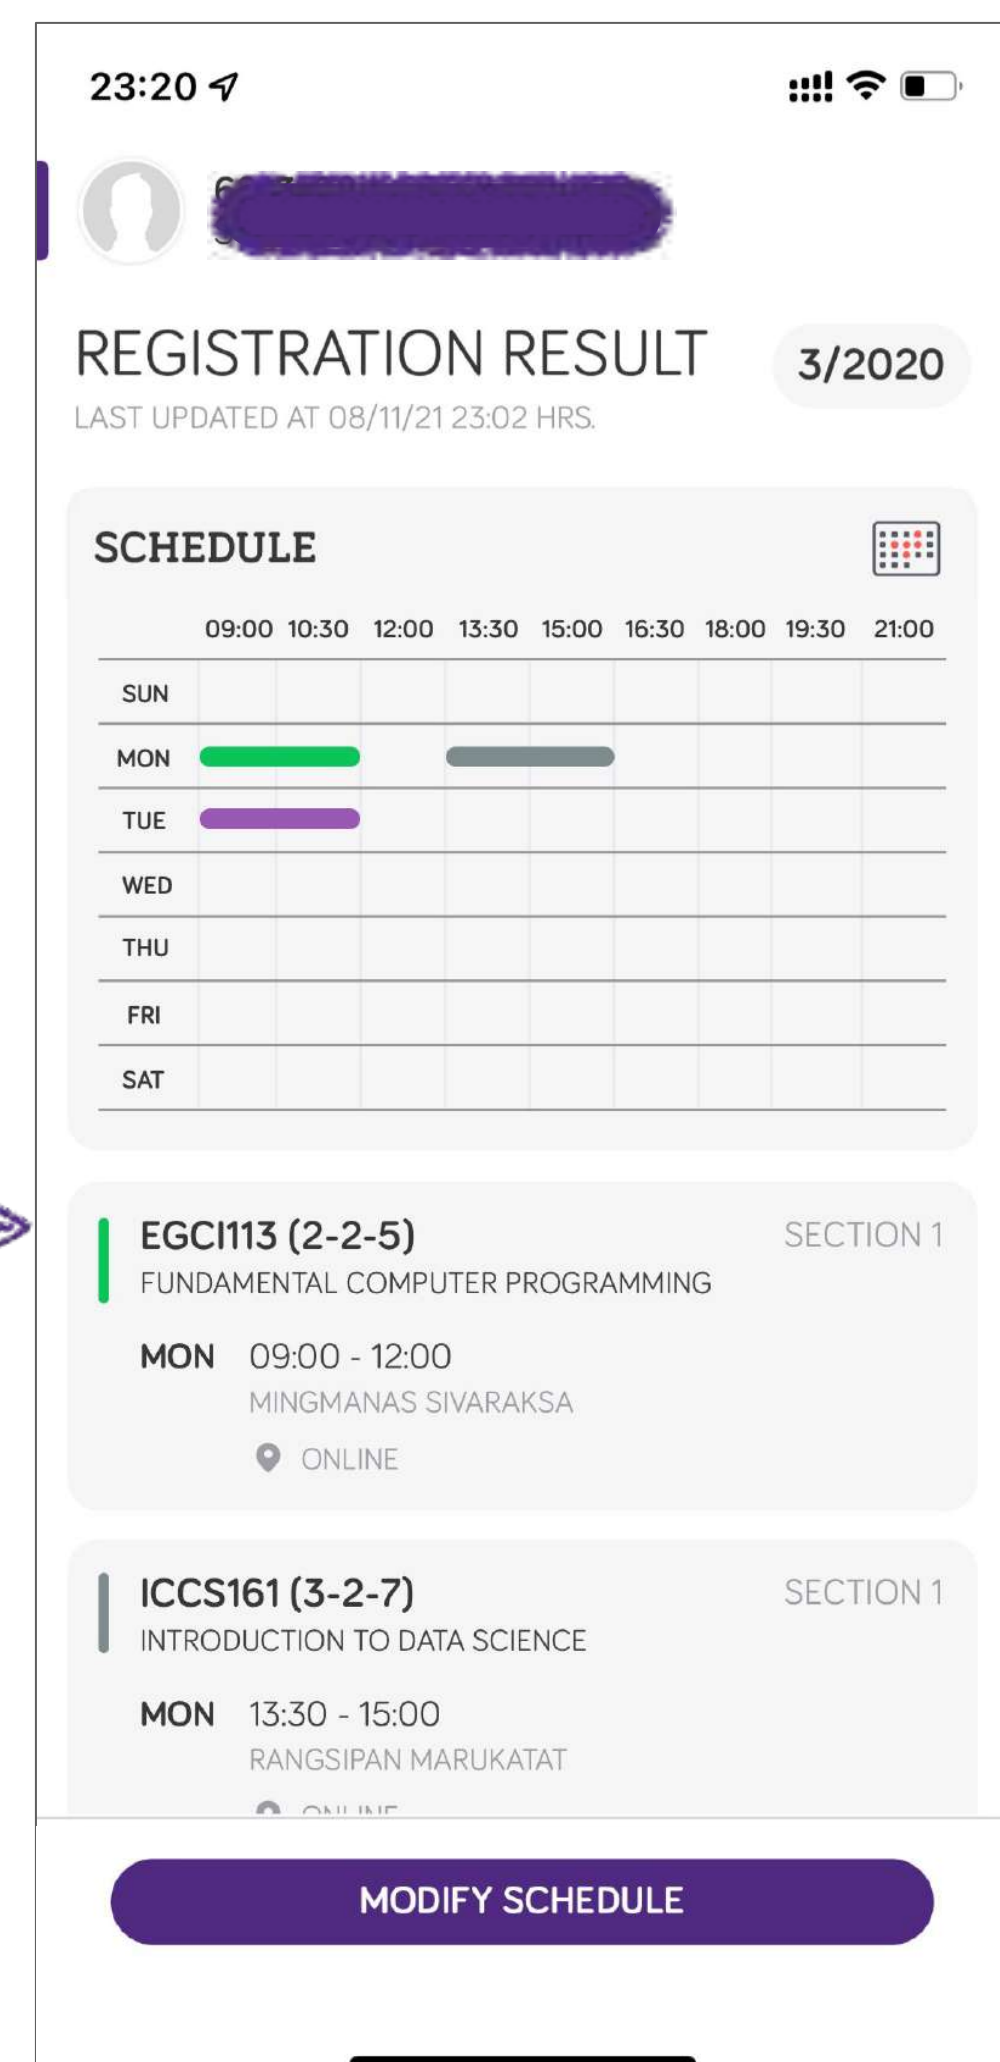 23:20
REGISTRATION RESULT 3/2020
LAST UPDATED AT 08/11/21 23:02 HRS.
SCHEDULE
09:00 10:30 12:00 13:30 15:00 16:30 18:00 19:30 21:00
SUN
MON
TUE
WED
THU
FRI
SAT
EGCI113 (2-2-5) SECTION 1
FUNDAMENTAL COMPUTER PROGRAMMING
MON 09:00 - 12:00
MINGMANAS SIVARAKSA
ONLINE
ICCS161 (3-2-7) SECTION 1
INTRODUCTION TO DATA SCIENCE
MON 13:30 - 15:00
RANGSIPAN MARUKATAT
ONLINE
MODIFY SCHEDULE